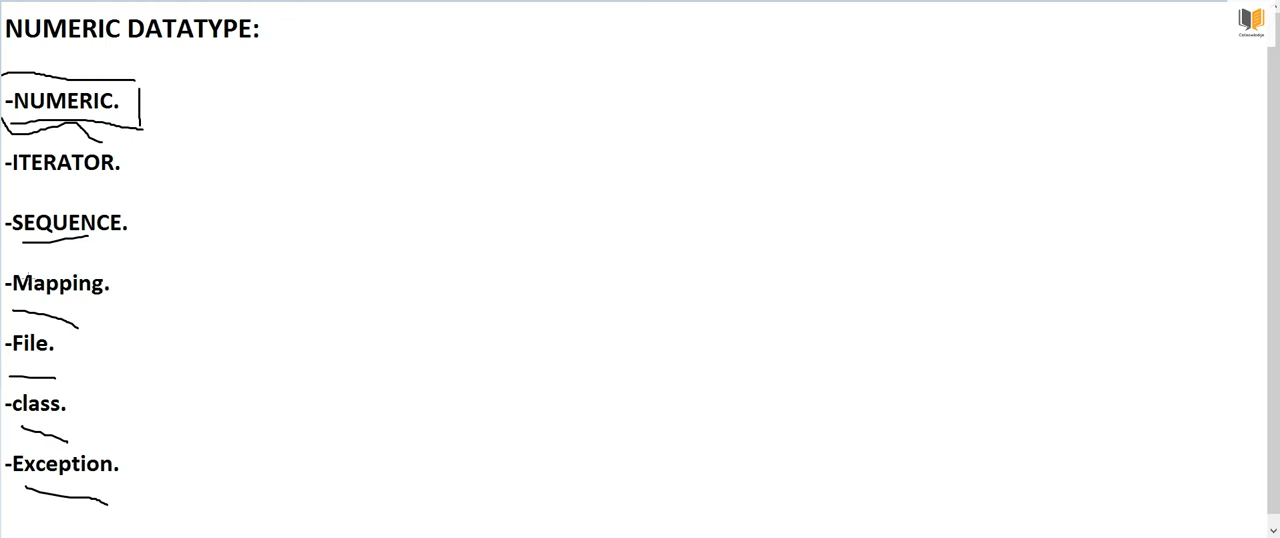 NUMERIC DATATYPE:
-NUMERIC.
-ITERATOR.
-SEQUENCE.
-Mapping.
-File.
-class.
-Exception.